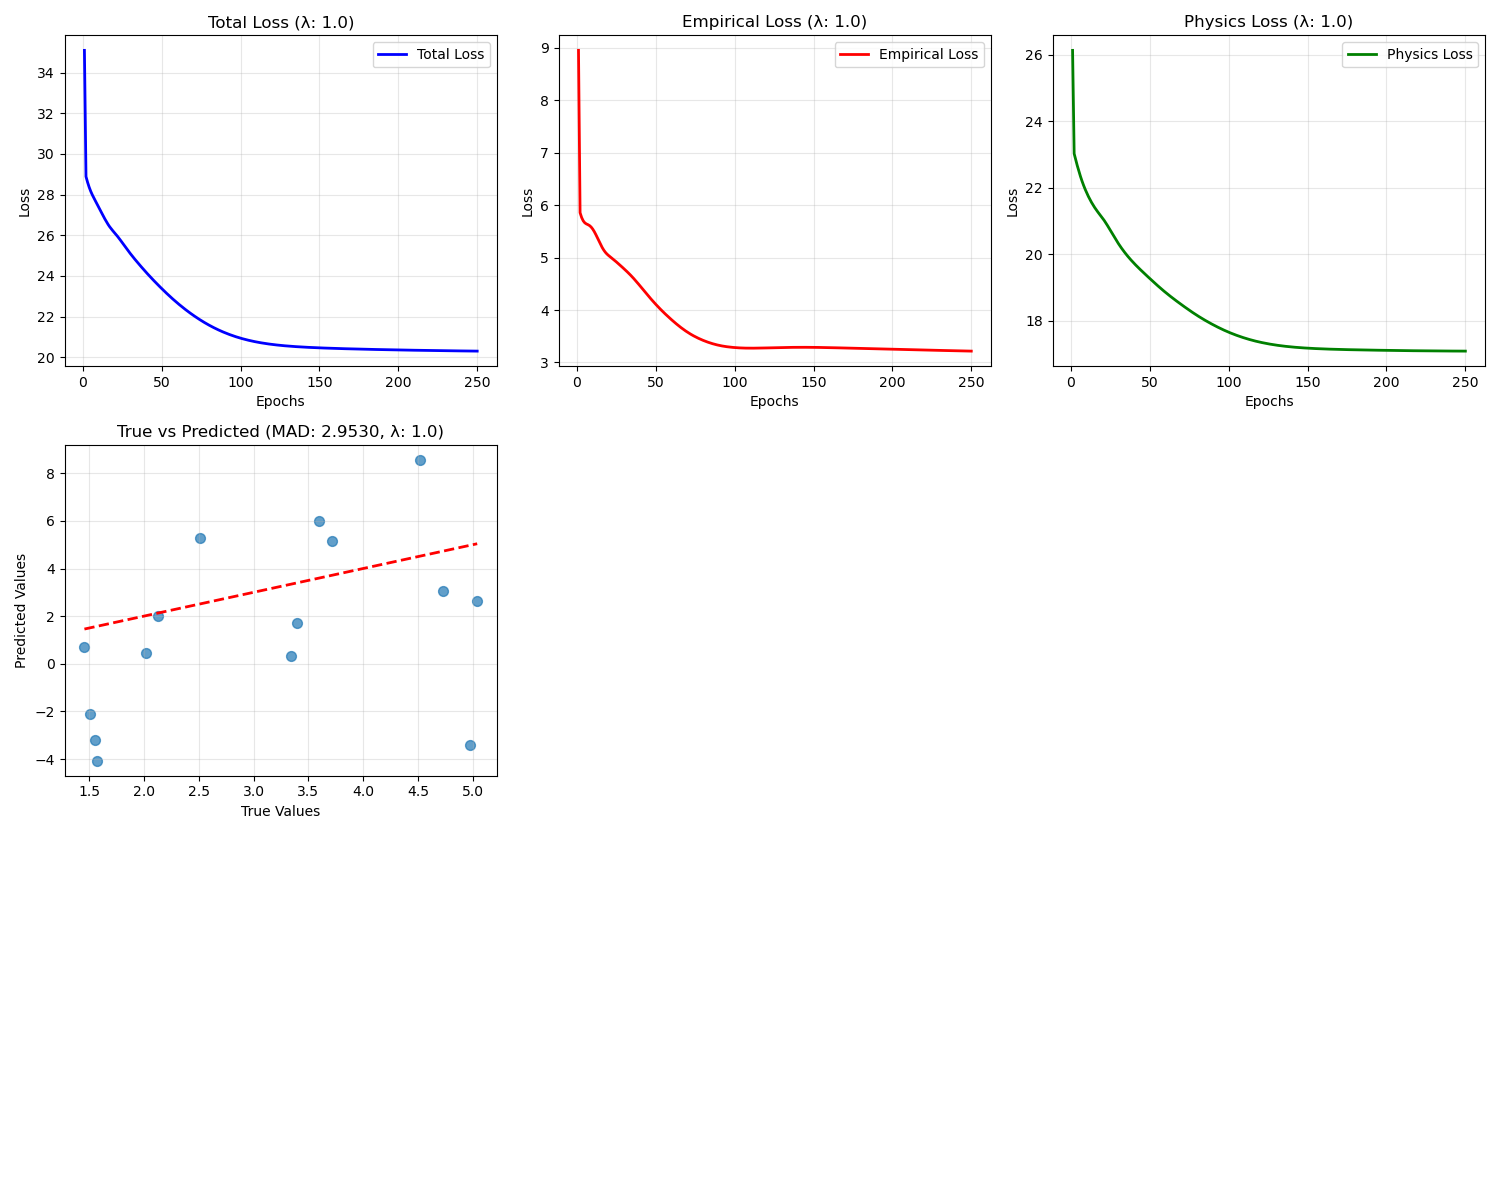 Total Loss (λ: 1.0)
Total Loss
Loss
34
32
30
28
26
24
22
20
0 50 100 150 200 250
Epochs
Empirical Loss (λ: 1.0)
Empirical Loss
Loss
9
8
7
6
5
4
3
0 50 100 150 200 250
Epochs
Physics Loss (λ: 1.0)
Physics Loss
Loss
26
24
22
20
18
0 50 100 150 200 250
Epochs
True vs Predicted (MAD: 2.9530, λ: 1.0)
Predicted Values
8
6
4
2
0
−2
−4
1.5 2.0 2.5 3.0 3.5 4.0 4.5 5.0
True Values